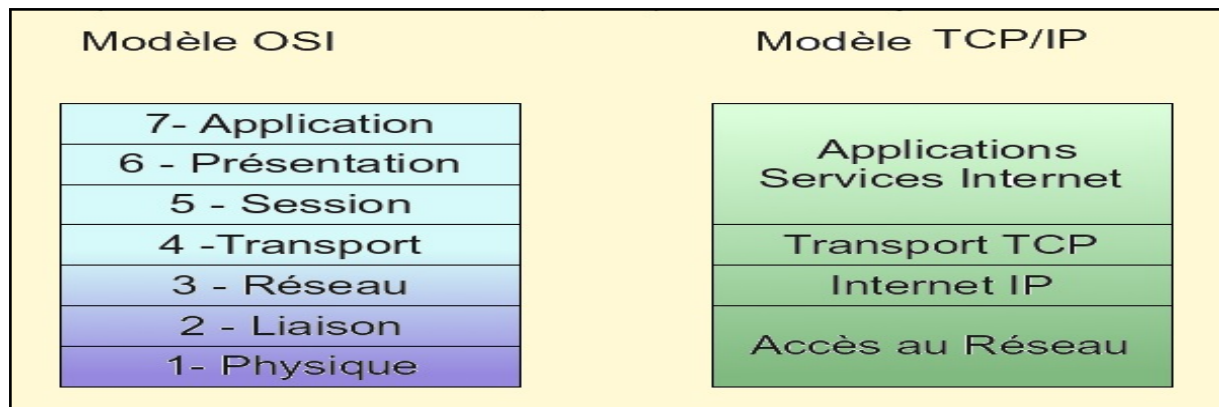 Modèle OSI
7- Application
6 - Présentation
5 - Session
4 -Transport
3 - Réseau
2 - Liaison
1- Physique
Modèle TCP/IP
Applications
Services Internet
Transport TCP
Internet IP
Accès au Réseau